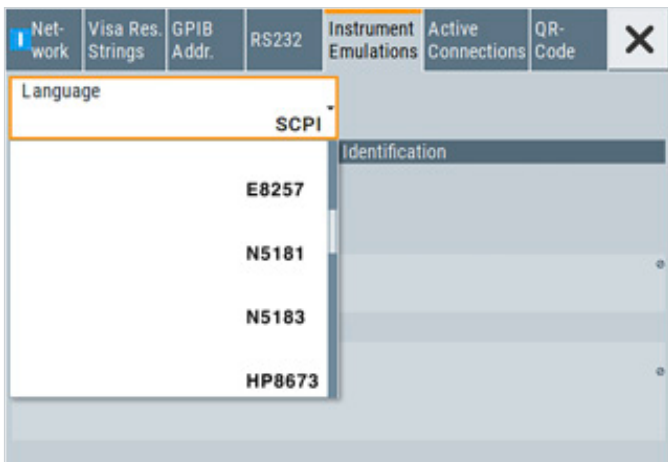 Net-
work
Visa Res.
Strings
GPIB
Addr.
RS232
Instrument
Emulations
Active
Connections
QR-
Code
Language
SCPI
Identification
E8257
N5181
N5183
HP8673